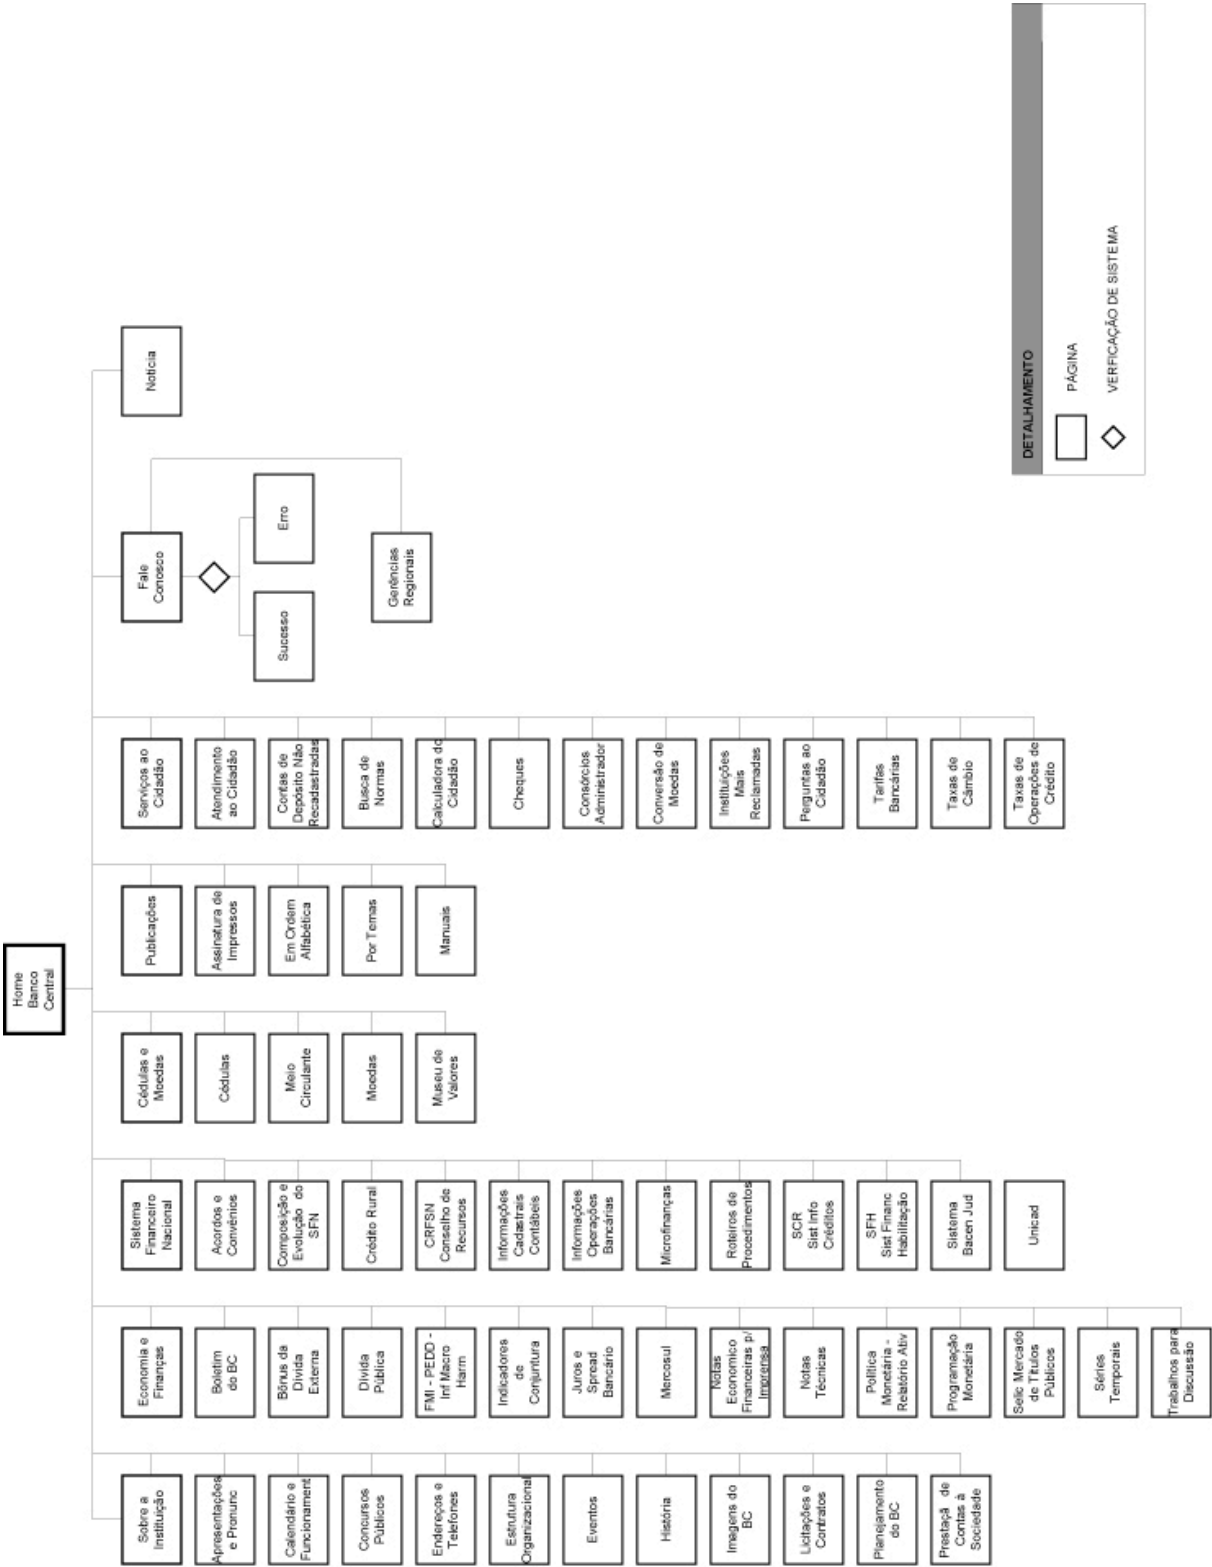 Home
Banco
Central
Sobre a
Instituição
Apresentações
e Pronunc
Calendário e
Funcionament
Concursos
Públicos
Endereços e
Telefones
Estrutura
Organizacional
Eventos
História
Imagens do
BC
Licitações e
Contratos
Planejamento
do BC
Prestaçã de
Contas à
Sociedade
Economia e
Finanças
Boletim
do BC
Bônus da
Dívida
Externa
Dívida
Pública
FMI - PEDD -
Inf Macro
Harm
Indicadores
de
Conjuntura
Juros e
Spread
Bancário
Mercosul
Notas
Economico
Financeiras p/
Imprensa
Notas
Técnicas
Política
Monetária -
Relatório Ativ
Programação
Monetária
Selic Mercado
de Títulos
Públicos
Séries
Temporais
Trabalhos para
Discussão
Sistema
Financeiro
Nacional
Acordos e
Convênios
Composição e
Evolução do
SFN
Crédito Rural
CRFSN
Conselho de
Recursos
Informações
Cadastrais
Contábeis
Informações
Operações
Bancárias
Microfinanças
Roteiros de
Procedimentos
SCR
Sist Info
Créditos
SFH
Sist Financ
Habilitação
Sistema
Bacen Jud
Unicad
Cédulas e
Moedas
Cédulas
Meio
Circulante
Moedas
Museu de
Valores
Publicações
Assinatura de
Impressos
Em Ordem
Alfabética
Por Temas
Manuais
Serviços ao
Cidadão
Atendimento
ao Cidadão
Contas de
Depósito Não
Recadastradas
Busca de
Normas
Calculadora do
Cidadão
Cheques
Consórcios
Administrador
Conversão de
Moedas
Instituições
Mais
Reclamadas
Perguntas ao
Cidadão
Tarifas
Bancárias
Taxas de
Câmbio
Taxas de
Operações de
Crédito
Fale
Conosco
Sucesso
Erro
Gerências
Regionais
Notícia
DETALHAMENTO
PÁGINA
VERFICAÇÃO DE SISTEMA